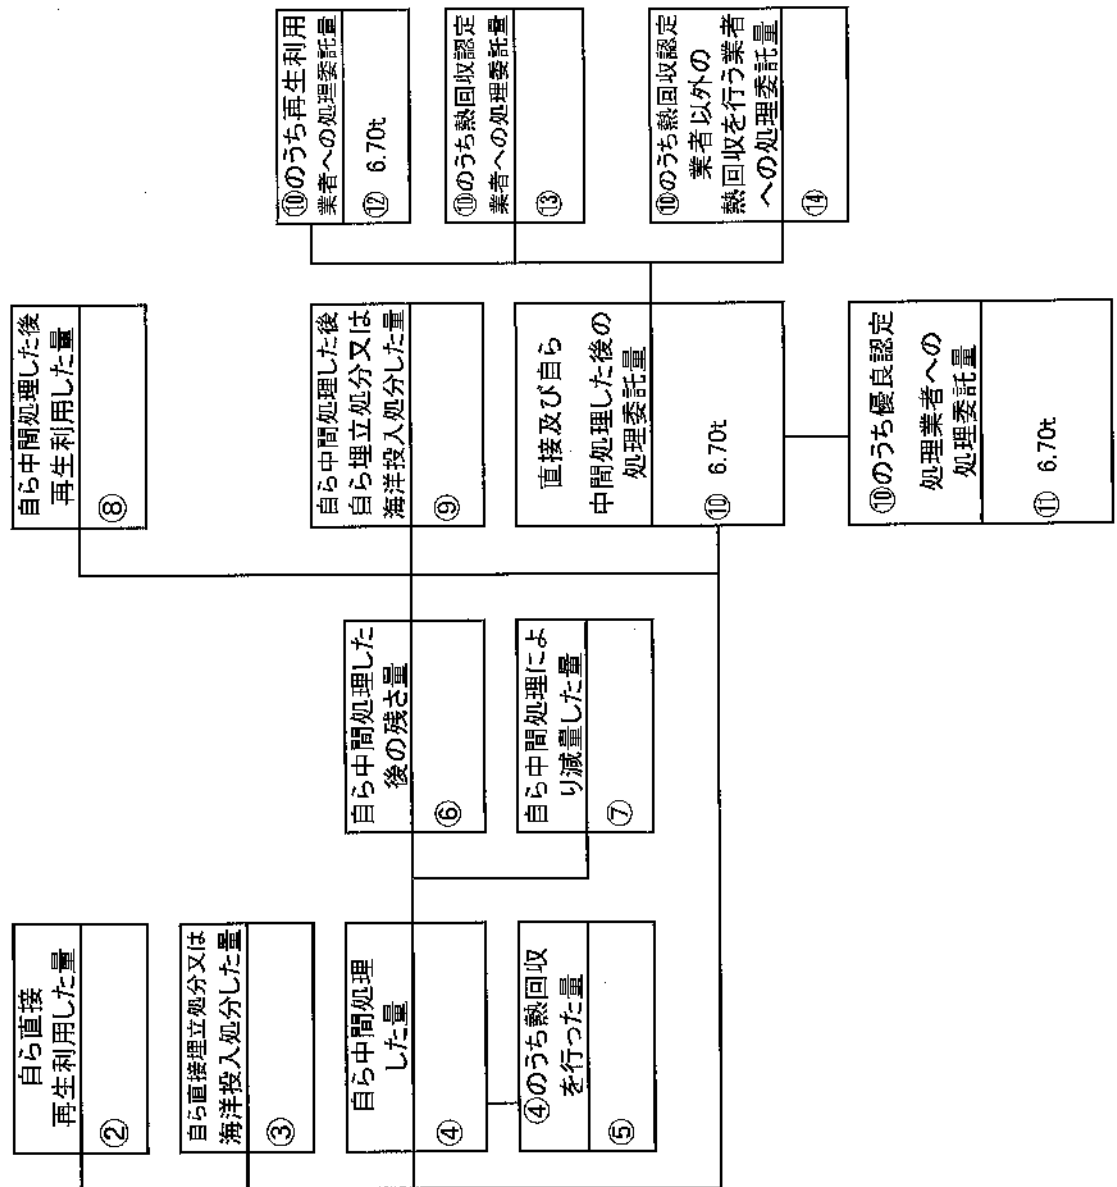 自ら直接
再生利用した量
②
自ら直接埋立処分又は
海洋投入処分した量
③
自ら中間処理
した量
④
④のうち熱回収
を行った量
⑤
自ら中間処理した
後の残さ量
⑥
自ら中間処理によ
り減量した量
⑦
自ら中間処理した後
再生利用した量
⑧
自ら中間処理した後
自ら埋立処分又は
海洋投入処分した量
⑨
直接及び自ら
中間処理した後の
処理委託量
⑩ 6.70t
⑩のうち優良認定
処理業者への
処理委託量
⑪ 6.70t
⑩のうち再生利用
業者への処理委託量
⑫ 6.70t
⑩のうち熱回収認定
業者への処理委託量
⑬
⑩のうち熱回収認定
業者以外の
熱回収を行う業者
への処理委託量
⑭